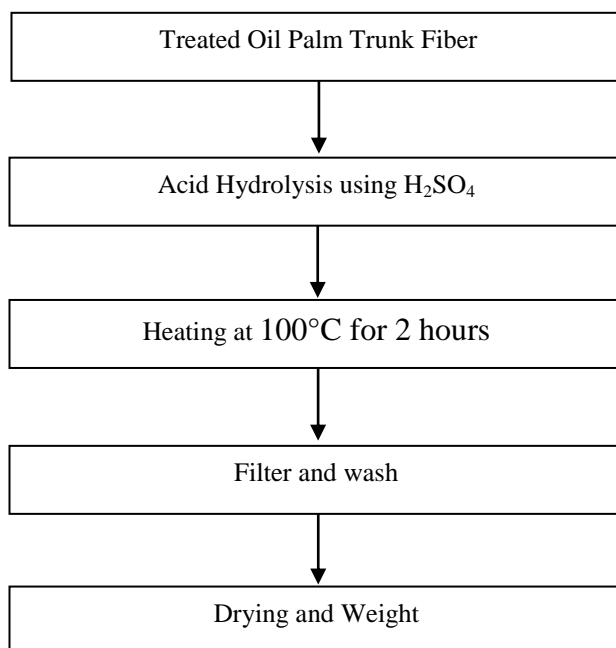 Treated Oil Palm Trunk Fiber
Acid Hydrolysis using H₂SO₄
Heating at 100°C for 2 hours
Filter and wash
Drying and Weight